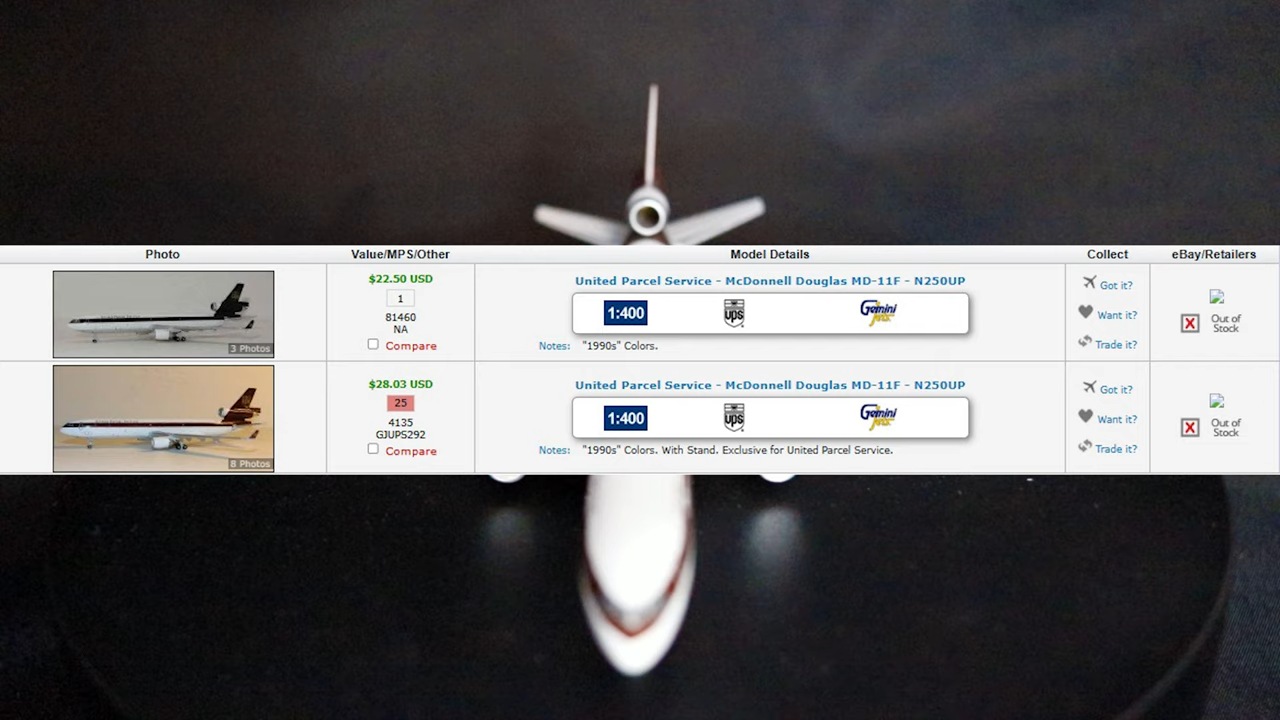 Photo Value/MPS/Other Model Details Collect eBay/Retailers
$22.50 USD
1
81460
NA
Compare
3 Photos
United Parcel Service - McDonnell Douglas MD-11F - N250UP
1:400 ups Gemini Jets
Notes: "1990s" Colors.
Got it?
Want it?
Trade it?
Out of
Stock
$28.03 USD
25
4135
GJUPS292
Compare
8 Photos
United Parcel Service - McDonnell Douglas MD-11F - N250UP
1:400 ups Gemini Jets
Notes: "1990s" Colors. With Stand. Exclusive for United Parcel Service.
Got it?
Want it?
Trade it?
Out of
Stock